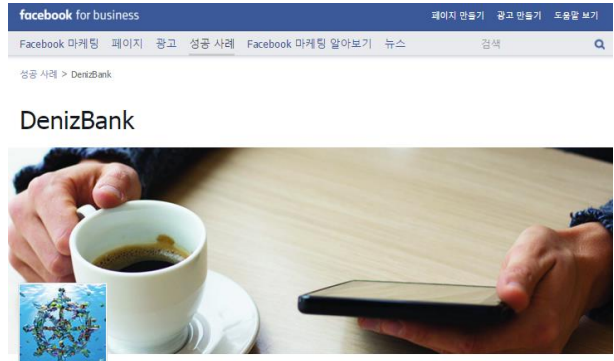 facebook for business
페이지 만들기 광고 만들기 도움말 보기
Facebook 마케팅 페이지 광고 성공 사례 Facebook 마케팅 알아보기 뉴스 검색
성공 사례 > DenizBank
DenizBank